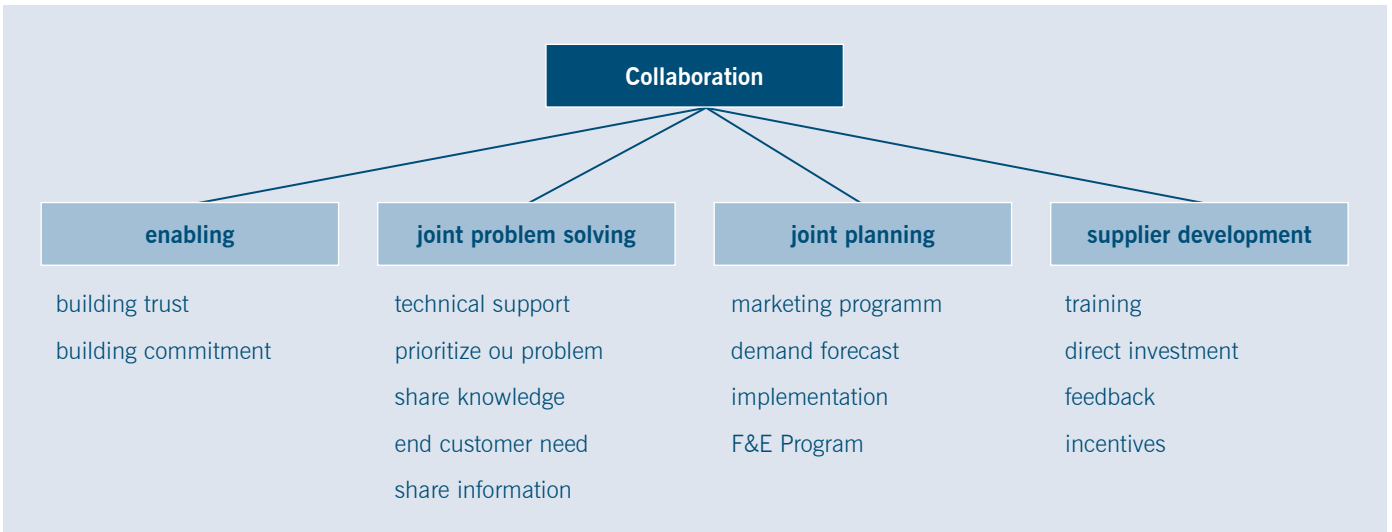 Collaboration
enabling
building trust
building commitment
joint problem solving
technical support
prioritize ou problem
share knowledge
end customer need
share information
joint planning
marketing programm
demand forecast
implementation
F&E Program
supplier development
training
direct investment
feedback
incentives